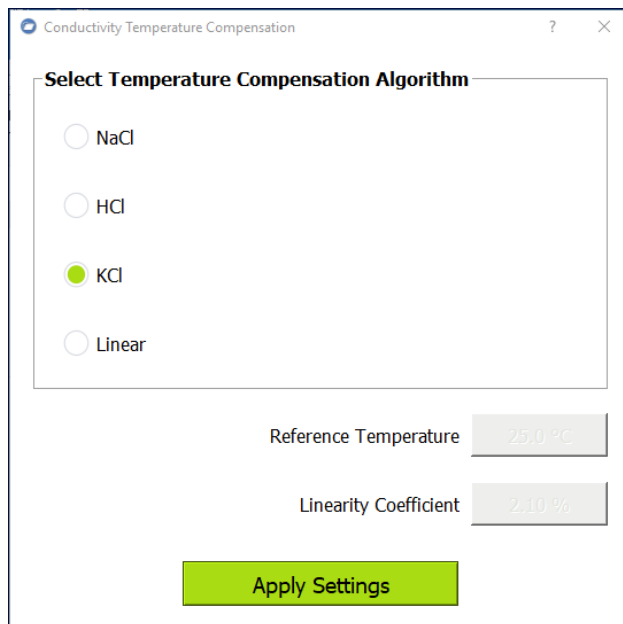 Conductivity Temperature Compensation
Select Temperature Compensation Algorithm
NaCl
HCl
KCl
Linear
Reference Temperature 25.0 °C
Linearity Coefficient 2.10 %
Apply Settings